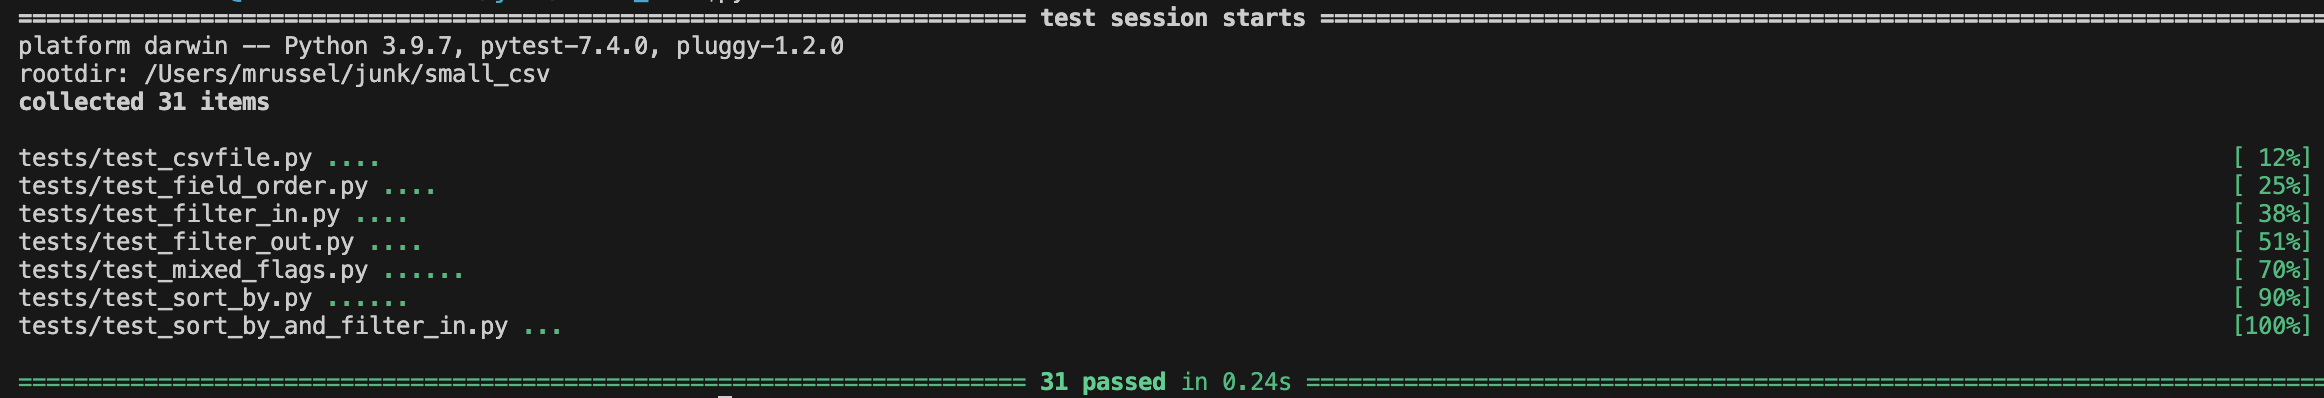 ============================================================================ test session starts ============================================================================
platform darwin -- Python 3.9.7, pytest-7.4.0, pluggy-1.2.0
rootdir: /Users/mrussel/junk/small_csv
collected 31 items
tests/test_csvfile.py .... [ 12%]
tests/test_field_order.py .... [ 25%]
tests/test_filter_in.py .... [ 38%]
tests/test_filter_out.py .... [ 51%]
tests/test_mixed_flags.py ...... [ 70%]
tests/test_sort_by.py ...... [ 90%]
tests/test_sort_by_and_filter_in.py ... [100%]
============================================================================ 31 passed in 0.24s ============================================================================